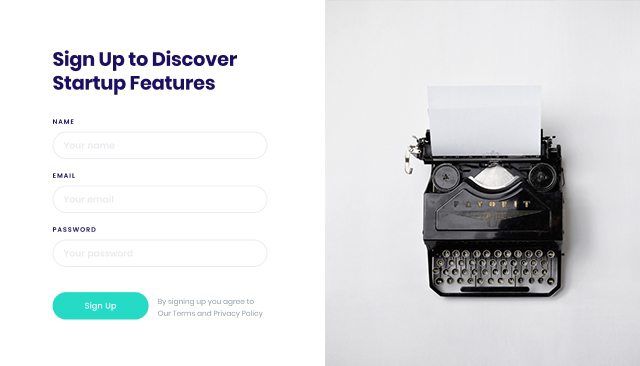 Sign Up to Discover
Startup Features
NAME
Your name
EMAIL
Your email
PASSWORD
Your password
Sign Up
By signing up you agree to
Our Terms and Privacy Policy